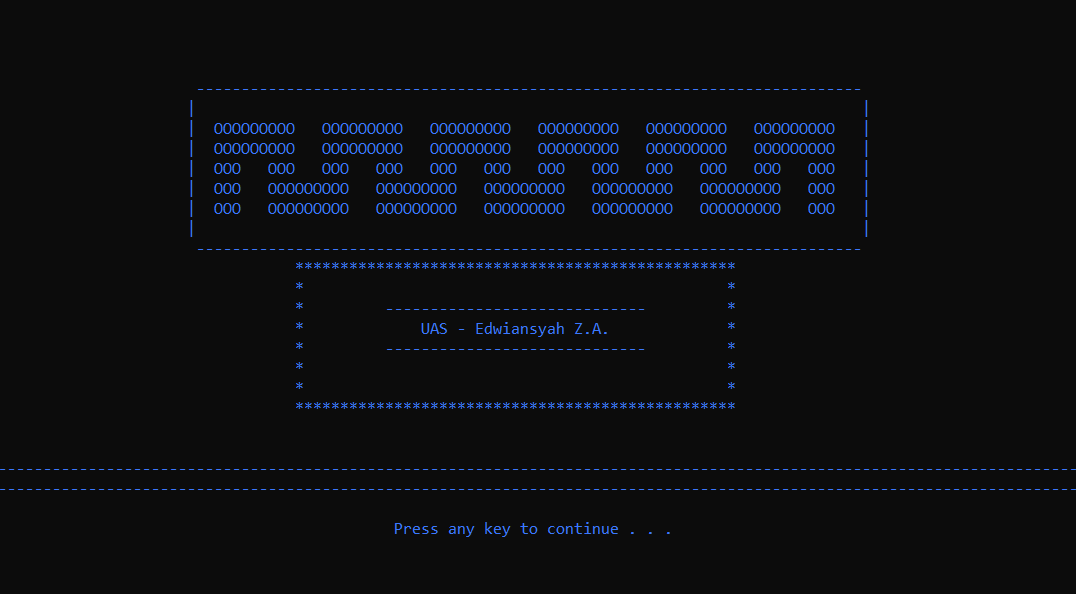 --------------------------------------------------------------------------
|                                                                          |
|  OOOOOOOOO   OOOOOOOOO   OOOOOOOOO   OOOOOOOOO   OOOOOOOOO   OOOOOOOOO   |
|  OOOOOOOOO   OOOOOOOOO   OOOOOOOOO   OOOOOOOOO   OOOOOOOOO   OOOOOOOOO   |
|  OOO   OOO   OOO   OOO   OOO   OOO   OOO   OOO   OOO   OOO   OOO   OOO   |
|  OOO   OOOOOOOOO   OOOOOOOOO   OOOOOOOOO   OOOOOOOOO   OOOOOOOOO   OOO   |
|  OOO   OOOOOOOOO   OOOOOOOOO   OOOOOOOOO   OOOOOOOOO   OOOOOOOOO   OOO   |
|                                                                          |
--------------------------------------------------------------------------
*************************************************
*                                               *
*         -----------------------------         *
*             UAS - Edwiansyah Z.A.             *
*         -----------------------------         *
*                                               *
*                                               *
*************************************************
------------------------------------------------------------------------------------------------------------------------
------------------------------------------------------------------------------------------------------------------------
Press any key to continue . . .